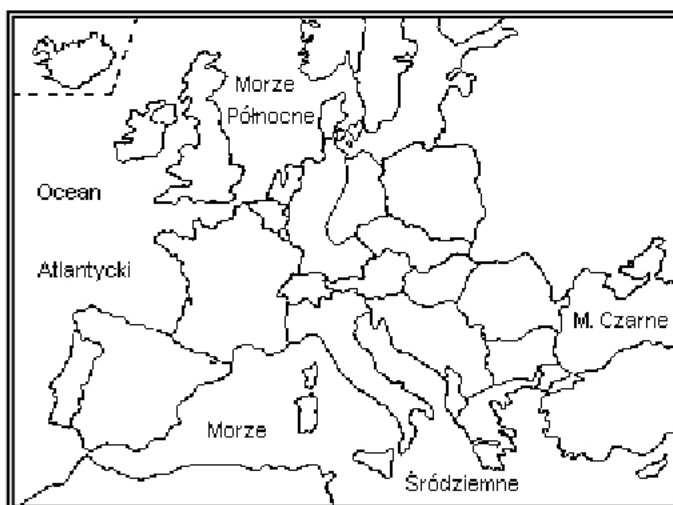 Morze
Północne
Ocean
Atlantycki
M. Czarne
Morze
Śródziemne